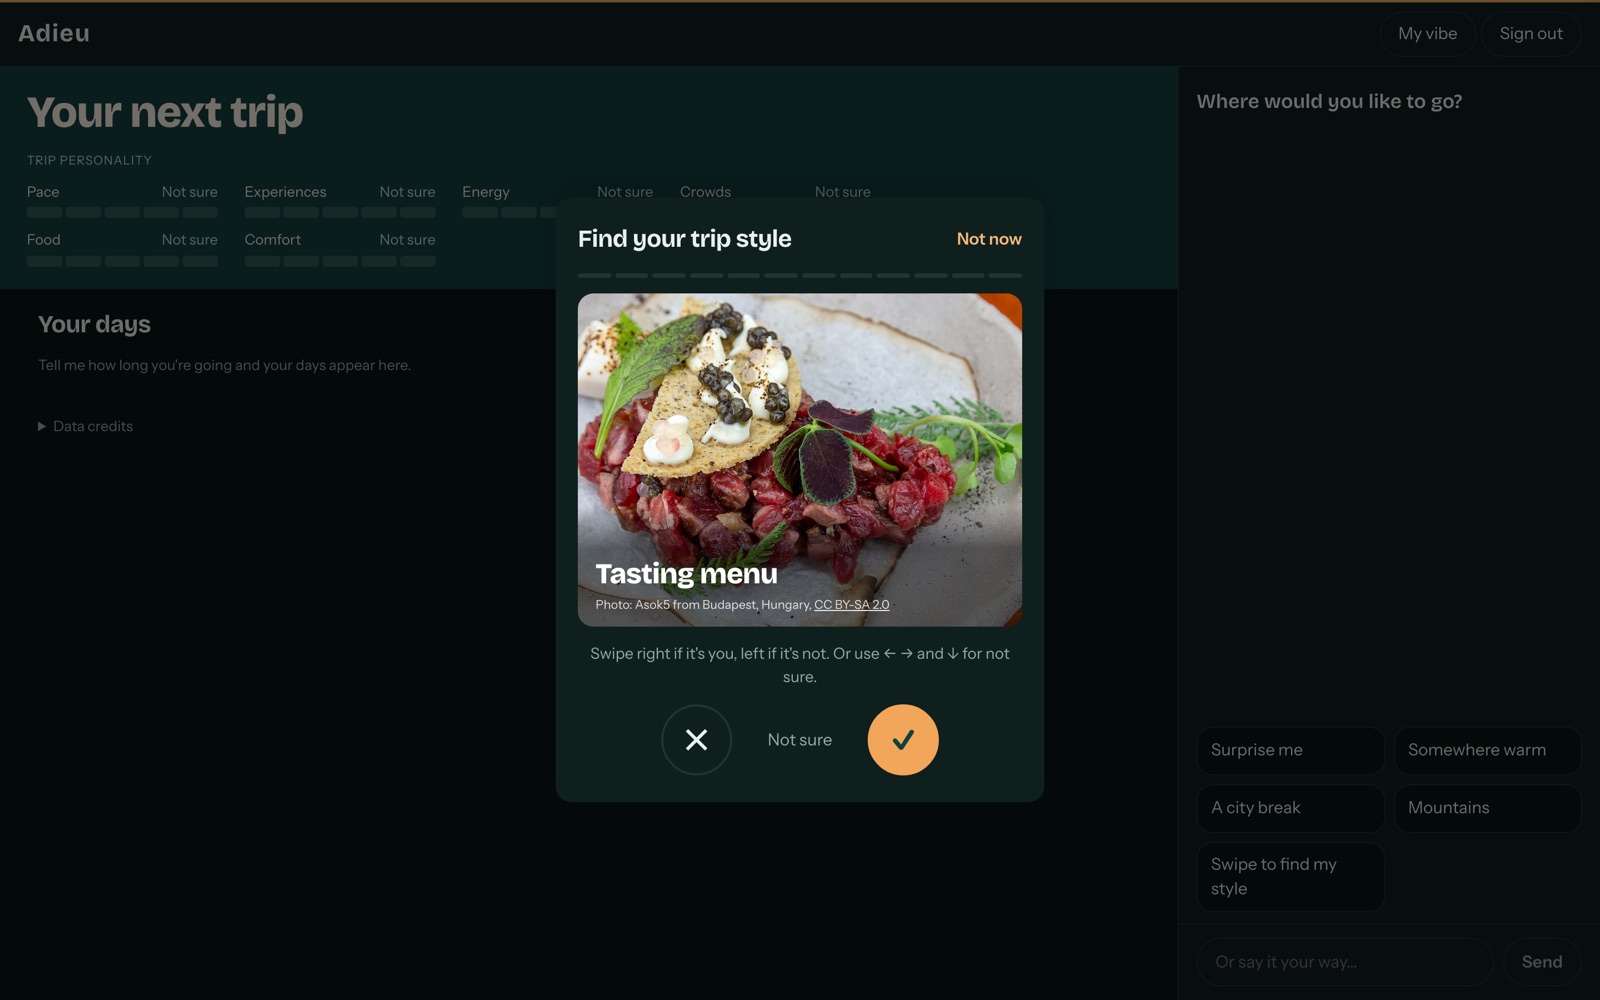 Adieu
My vibe
Sign out
Your next trip
TRIP PERSONALITY
Pace
Not sure
Experiences
Not sure
Energy
Not sure
Crowds
Not sure
Food
Not sure
Comfort
Not sure
Your days
Tell me how long you're going and your days appear here.
Data credits
Find your trip style
Not now
Tasting menu
Photo: Asok5 from Budapest, Hungary, CC BY-SA 2.0
Swipe right if it's you, left if it's not. Or use ← → and ↓ for not
sure.
Not sure
Where would you like to go?
Surprise me
Somewhere warm
A city break
Mountains
Swipe to find my
style
Or say it your way...
Send